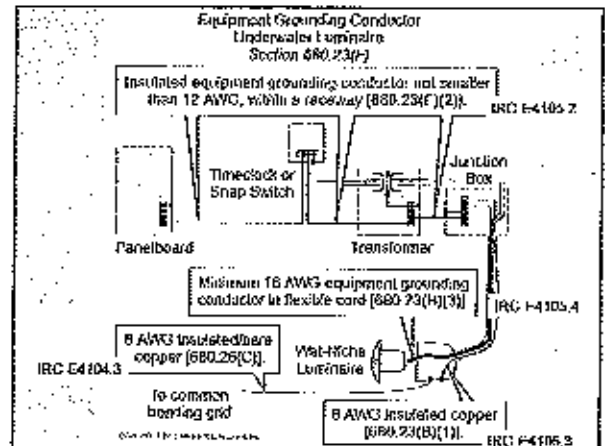 Equipment Grounding Conductor
Underwater Luminaire
Section 680.23(F)
Insulated equipment grounding conductor not smaller
than 12 AWG, within a raceway [680.23(F)(2)].
IRC E4105.2
Timeclock or
Snap Switch
Junction
Box
Panelboard
Transformer
Minimum 16 AWG equipment grounding
conductor in flexible cord [680.23(B)(3)]
IRC E4105.4
8 AWG insulated/bare
copper [680.26(C)].
IRC E4104.3
Wet-Niche
Luminaire
To common
bonding grid
8 AWG insulated copper
[680.23(B)(1)].
IRC E4105.3